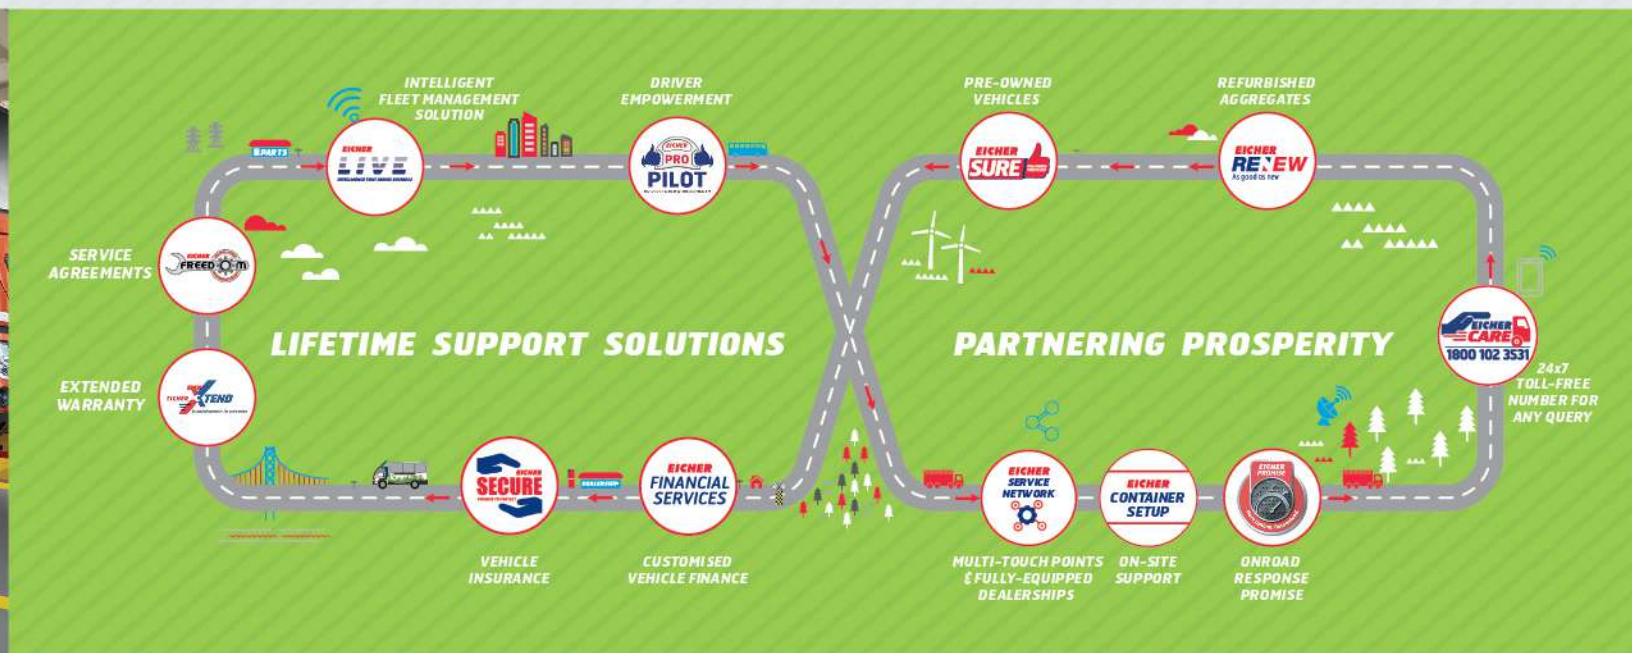 INTELLIGENT
FLEET MANAGEMENT
SOLUTION
DRIVER
EMPOWERMENT
PRE-OWNED
VEHICLES
REFURBISHED
AGGREGATES
PARTS
EICHER
LIVE
EICHER
PRO
PILOT
EICHER
SURE
EICHER
RENEW
As good as new
SERVICE
AGREEMENTS
EICHER
FREEDOM
LIFETIME SUPPORT SOLUTIONS
PARTNERING PROSPERITY
EICHER
CARE
1800 102 3531
24x7
TOLL-FREE
NUMBER FOR
ANY QUERY
EXTENDED
WARRANTY
EICHER XTEND
EICHER
SECURE
DEALERSHIP
EICHER
FINANCIAL
SERVICES
EICHER
SERVICE
NETWORK
EICHER
CONTAINER
SETUP
EICHER
PROMISE
VEHICLE
INSURANCE
CUSTOMISED
VEHICLE FINANCE
MULTI-TOUCH POINTS
& FULLY-EQUIPPED
DEALERSHIPS
ON-SITE
SUPPORT
ONROAD
RESPONSE
PROMISE